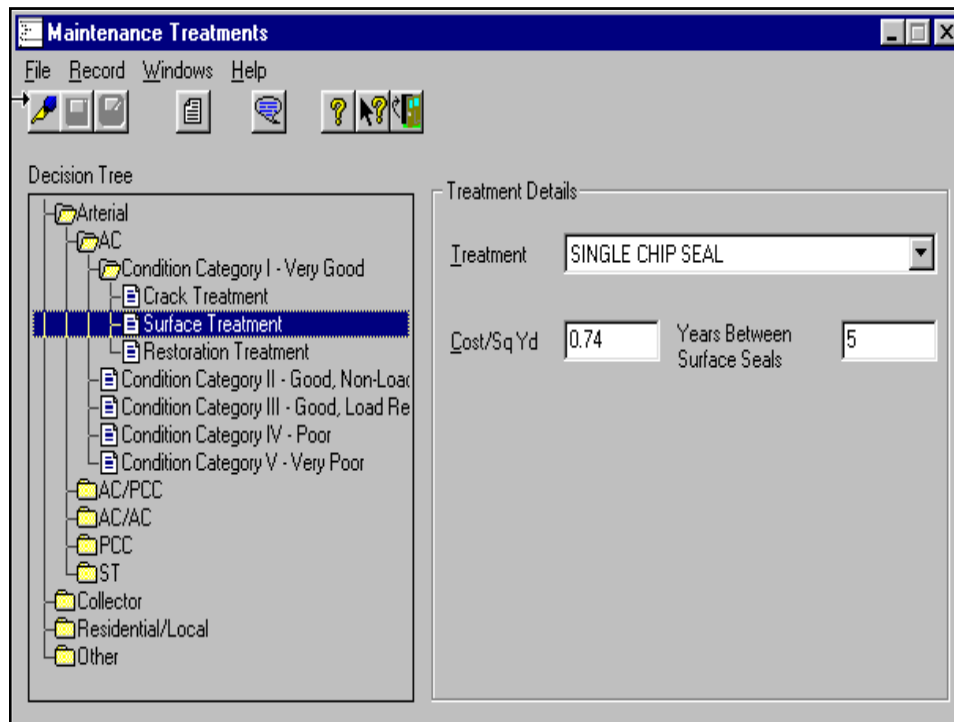 Maintenance Treatments
File Record Windows Help
Decision Tree
Arterial
AC
Condition Category I - Very Good
Crack Treatment
Surface Treatment
Restoration Treatment
Condition Category II - Good, Non-Loac
Condition Category III - Good, Load Re
Condition Category IV - Poor
Condition Category V - Very Poor
AC/PCC
AC/AC
PCC
ST
Collector
Residential/Local
Other
Treatment Details
Treatment SINGLE CHIP SEAL
Cost/Sq Yd 0.74
Years Between
Surface Seals
5